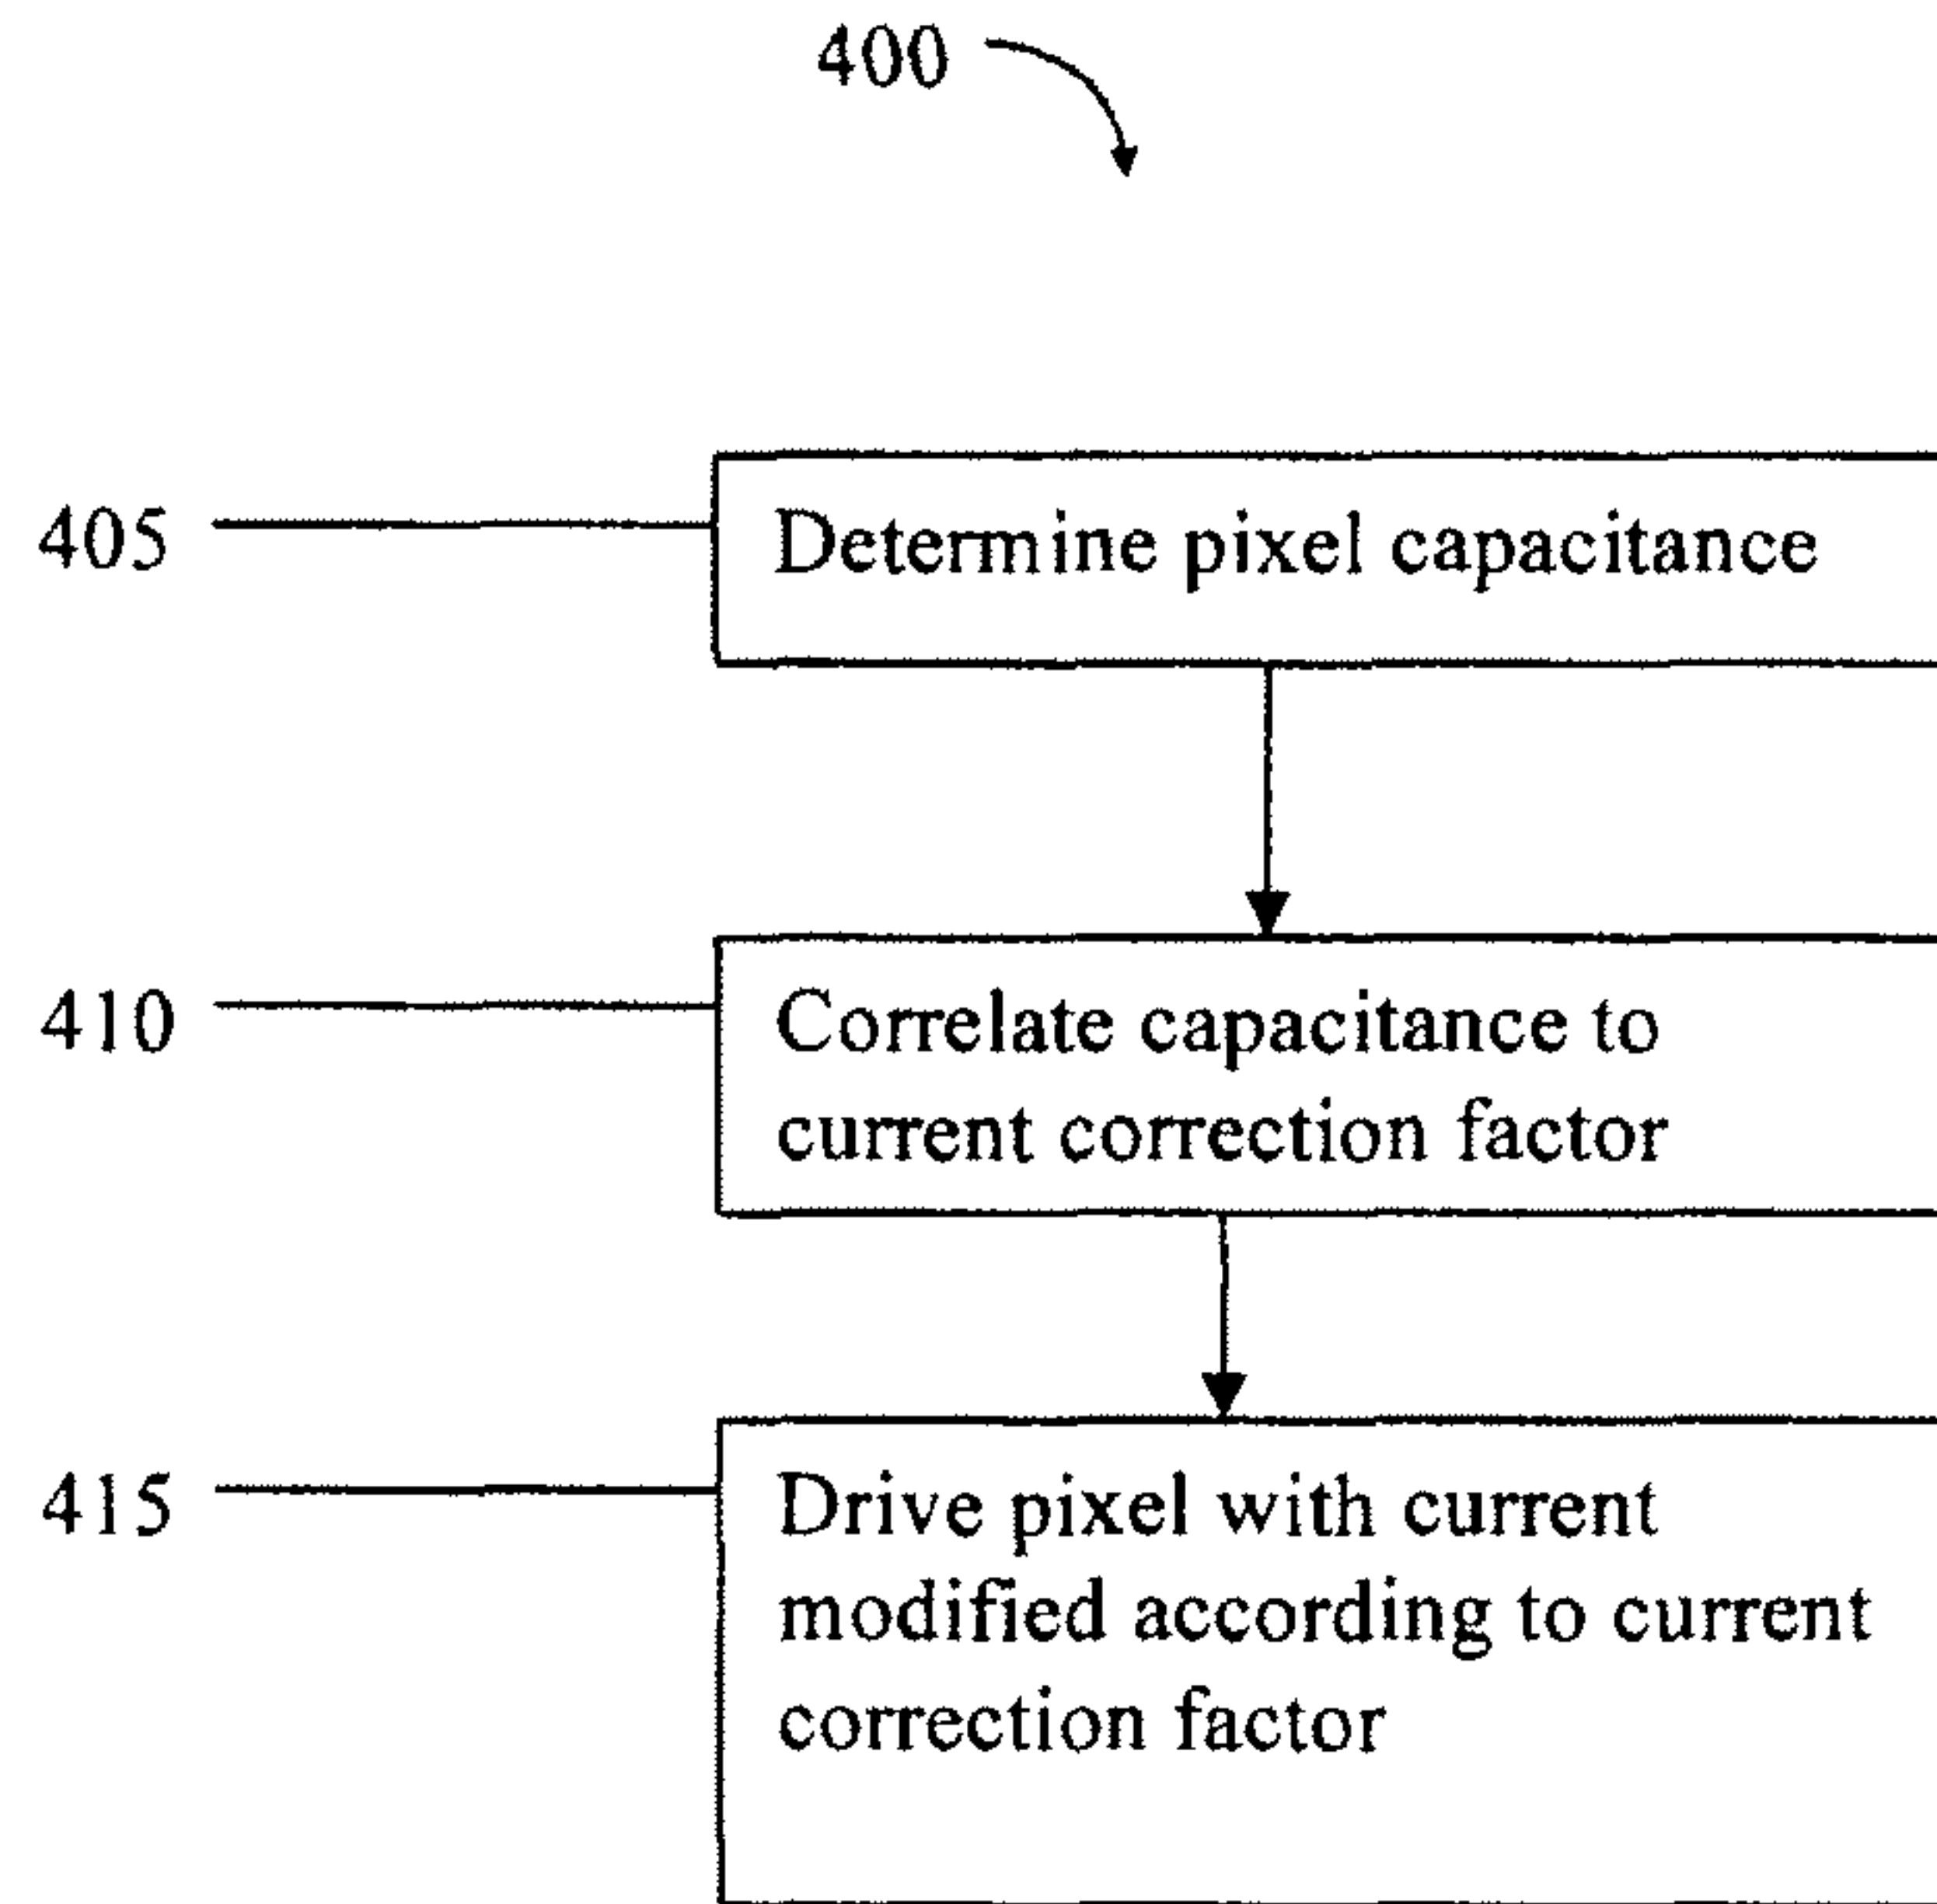 400
405
Determine pixel capacitance
410
Correlate capacitance to
current correction factor
415
Drive pixel with current
modified according to current
correction factor